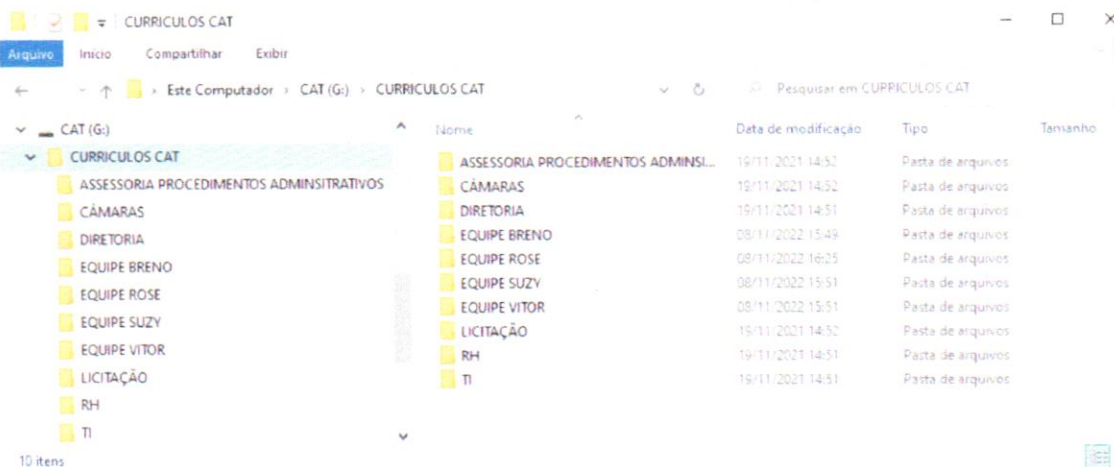 CURRICULOS CAT
Arquivo Início Compartilhar Exibir
Este Computador > CAT (G:) > CURRICULOS CAT Pesquisar em CURRICULOS CAT
CAT (G:)
CURRICULOS CAT
ASSESSORIA PROCEDIMENTOS ADMINSITRATIVOS
CÂMARAS
DIRETORIA
EQUIPE BRENO
EQUIPE ROSE
EQUIPE SUZY
EQUIPE VITOR
LICITAÇÃO
RH
TI
Nome Data de modificação Tipo Tamanho
ASSESSORIA PROCEDIMENTOS ADMINSI... 19/11/2021 14:52 Pasta de arquivos
CÂMARAS 19/11/2021 14:52 Pasta de arquivos
DIRETORIA 19/11/2021 14:51 Pasta de arquivos
EQUIPE BRENO 08/11/2022 15:49 Pasta de arquivos
EQUIPE ROSE 08/11/2022 16:25 Pasta de arquivos
EQUIPE SUZY 08/11/2022 15:51 Pasta de arquivos
EQUIPE VITOR 08/11/2022 15:51 Pasta de arquivos
LICITAÇÃO 19/11/2021 14:52 Pasta de arquivos
RH 19/11/2021 14:51 Pasta de arquivos
TI 19/11/2021 14:51 Pasta de arquivos
10 itens